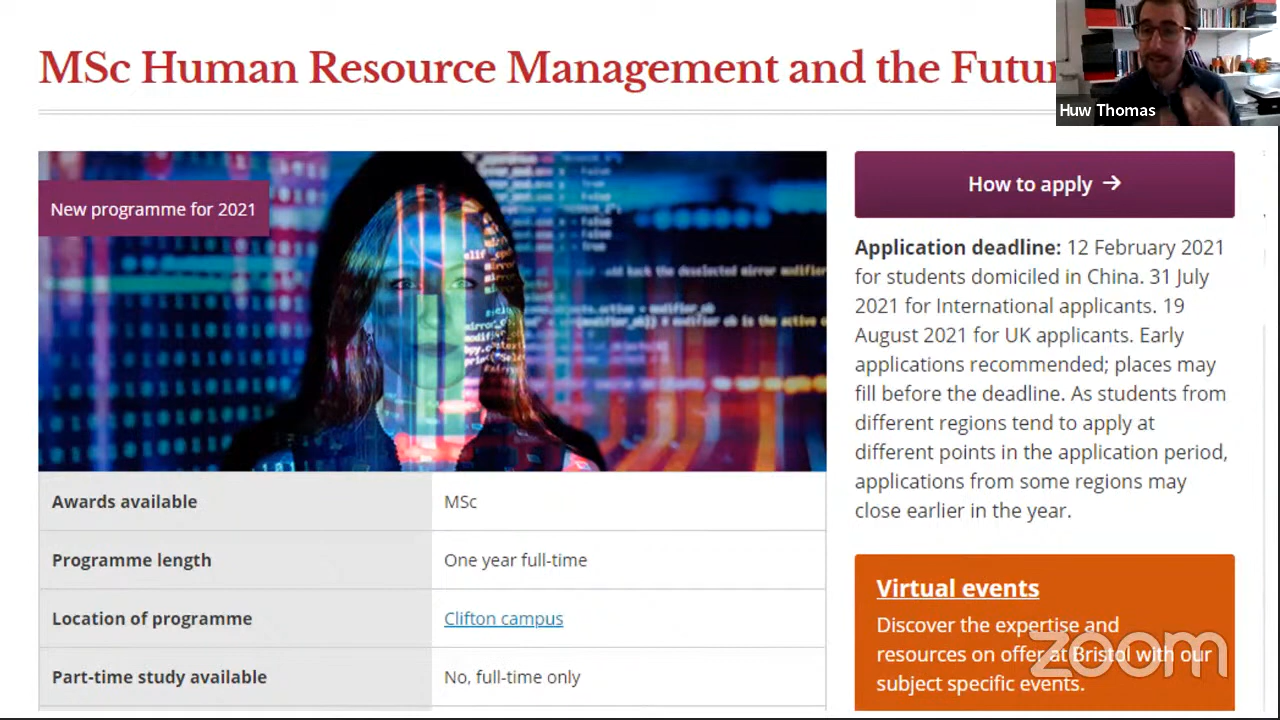 MSc Human Resource Management and the Futur
Huw Thomas
New programme for 2021
How to apply →
Application deadline: 12 February 2021
for students domiciled in China. 31 July
2021 for International applicants. 19
August 2021 for UK applicants. Early
applications recommended; places may
fill before the deadline. As students from
different regions tend to apply at
different points in the application period,
applications from some regions may
close earlier in the year.
Awards available MSc
Programme length One year full-time
Location of programme Clifton campus
Part-time study available No, full-time only
Virtual events
Discover the expertise and
resources on offer at Bristol with our
subject specific events.
zoom